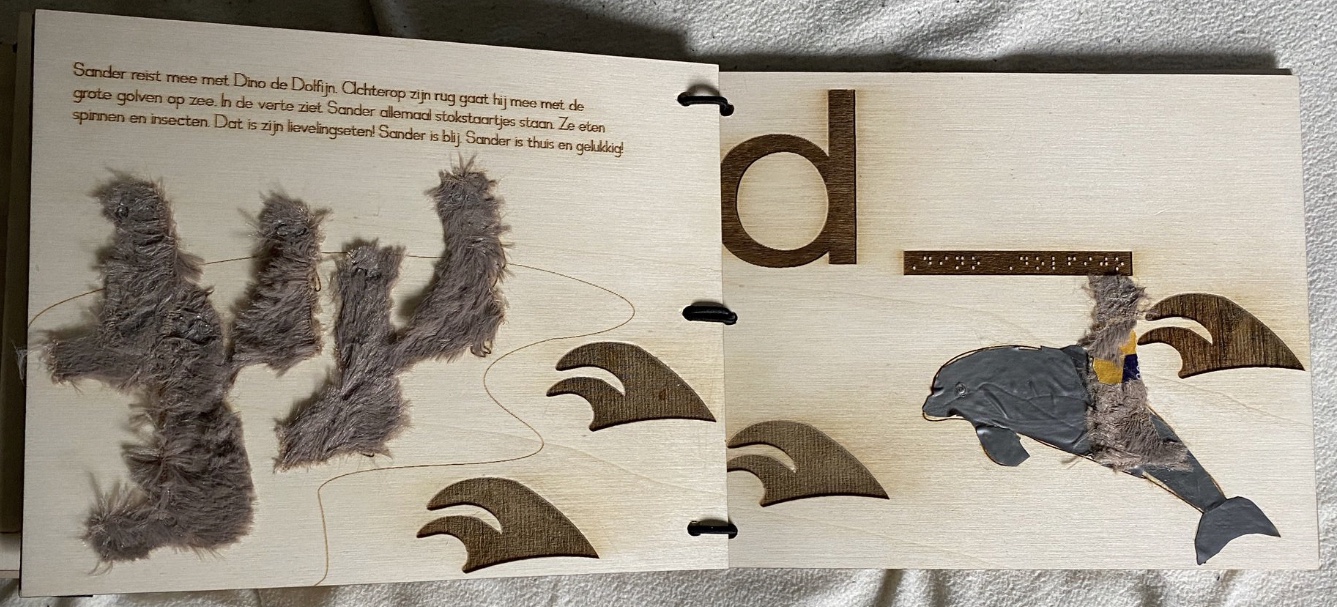 Sander reist mee met Dino de Dolfijn. Achterop zijn rug gaat hij mee met de
grote golven op zee. In de verte ziet Sander allemaal stokstaartjes staan. Ze eten
spinnen en insecten. Dat is zijn lievelingseten! Sander is blij. Sander is thuis en gelukkig!
d